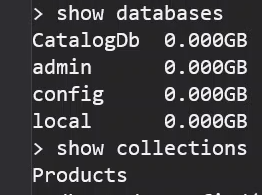 > show databases
CatalogDb  0.000GB
admin      0.000GB
config     0.000GB
local      0.000GB
> show collections
Products